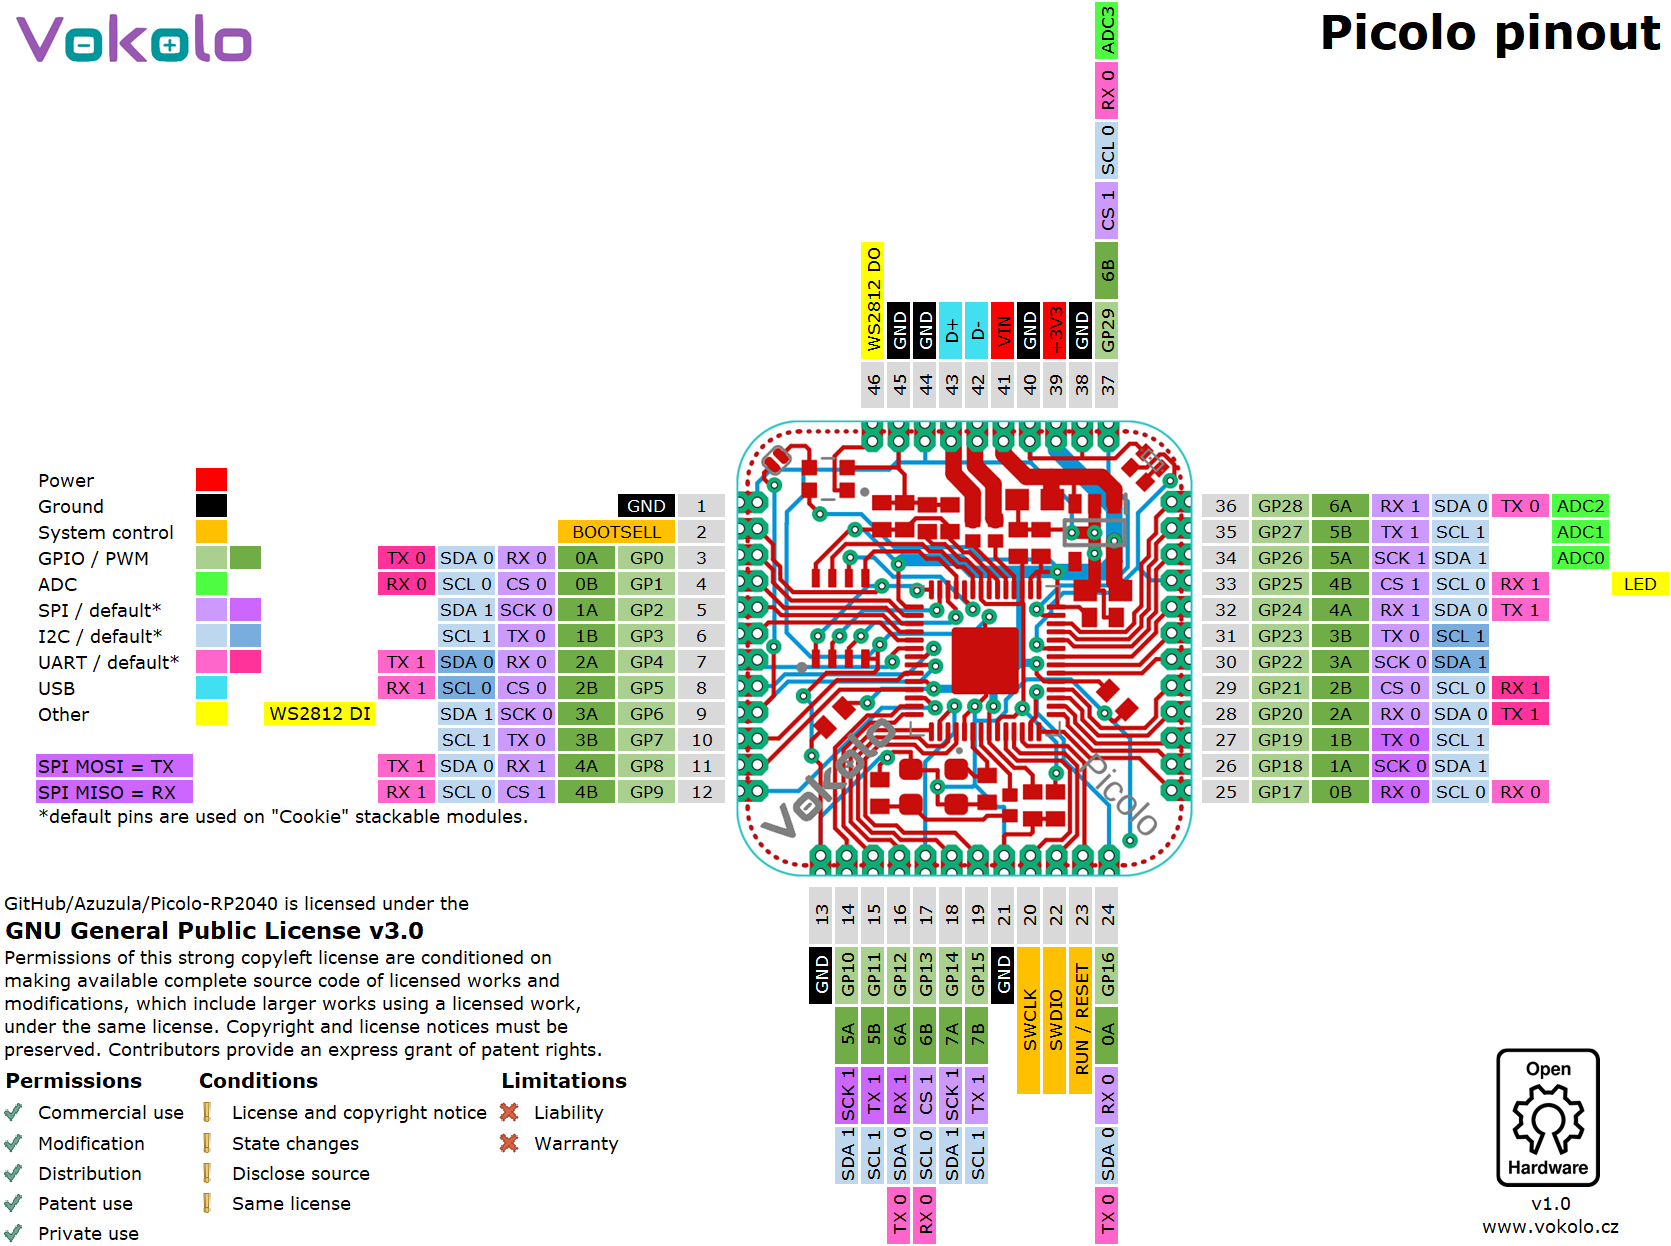 Vokolo
Picolo pinout
ADC3
RX 0
SCL 0
CS 1
6B
WS2812 DO GND GND D+ D- VIN GND +3V3 GND GP29
46 45 44 43 42 41 40 39 38 37
Power
Ground
System control
GPIO / PWM
ADC
SPI / default*
I2C / default*
UART / default*
USB
Other
SPI MOSI = TX
SPI MISO = RX
*default pins are used on "Cookie" stackable modules.
GND 1
BOOTSELL 2
TX 0 SDA 0 RX 0 0A GP0 3
RX 0 SCL 0 CS 0 0B GP1 4
SDA 1 SCK 0 1A GP2 5
SCL 1 TX 0 1B GP3 6
TX 1 SDA 0 RX 0 2A GP4 7
RX 1 SCL 0 CS 0 2B GP5 8
WS2812 DI SDA 1 SCK 0 3A GP6 9
SCL 1 TX 0 3B GP7 10
TX 1 SDA 0 RX 1 4A GP8 11
RX 1 SCL 0 CS 1 4B GP9 12
Vokolo
Picolo
36 GP28 6A RX 1 SDA 0 TX 0 ADC2
35 GP27 5B TX 1 SCL 1 ADC1
34 GP26 5A SCK 1 SDA 1 ADC0
33 GP25 4B CS 1 SCL 0 RX 1 LED
32 GP24 4A RX 1 SDA 0 TX 1
31 GP23 3B TX 0 SCL 1
30 GP22 3A SCK 0 SDA 1
29 GP21 2B CS 0 SCL 0 RX 1
28 GP20 2A RX 0 SDA 0 TX 1
27 GP19 1B TX 0 SCL 1
26 GP18 1A SCK 0 SDA 1
25 GP17 0B RX 0 SCL 0 RX 0
13 14 15 16 17 18 19 21 20 22 23 24
GND GP10 GP11 GP12 GP13 GP14 GP15 GND SWCLK SWDIO RUN / RESET GP16
5A 5B 6A 6B 7A 7B 0A
SCK 1 TX 1 RX 1 CS 1 SCK 1 TX 1 RX 0
SDA 1 SCL 1 SDA 0 SCL 0 SDA 1 SCL 1 SDA 0
TX 0 RX 0 TX 0
GitHub/Azuzula/Picolo-RP2040 is licensed under the
GNU General Public License v3.0
Permissions of this strong copyleft license are conditioned on
making available complete source code of licensed works and
modifications, which include larger works using a licensed work,
under the same license. Copyright and license notices must be
preserved. Contributors provide an express grant of patent rights.
Permissions Conditions Limitations
Commercial use License and copyright notice Liability
Modification State changes Warranty
Distribution Disclose source
Patent use Same license
Private use
Open
Hardware
v1.0
www.vokolo.cz